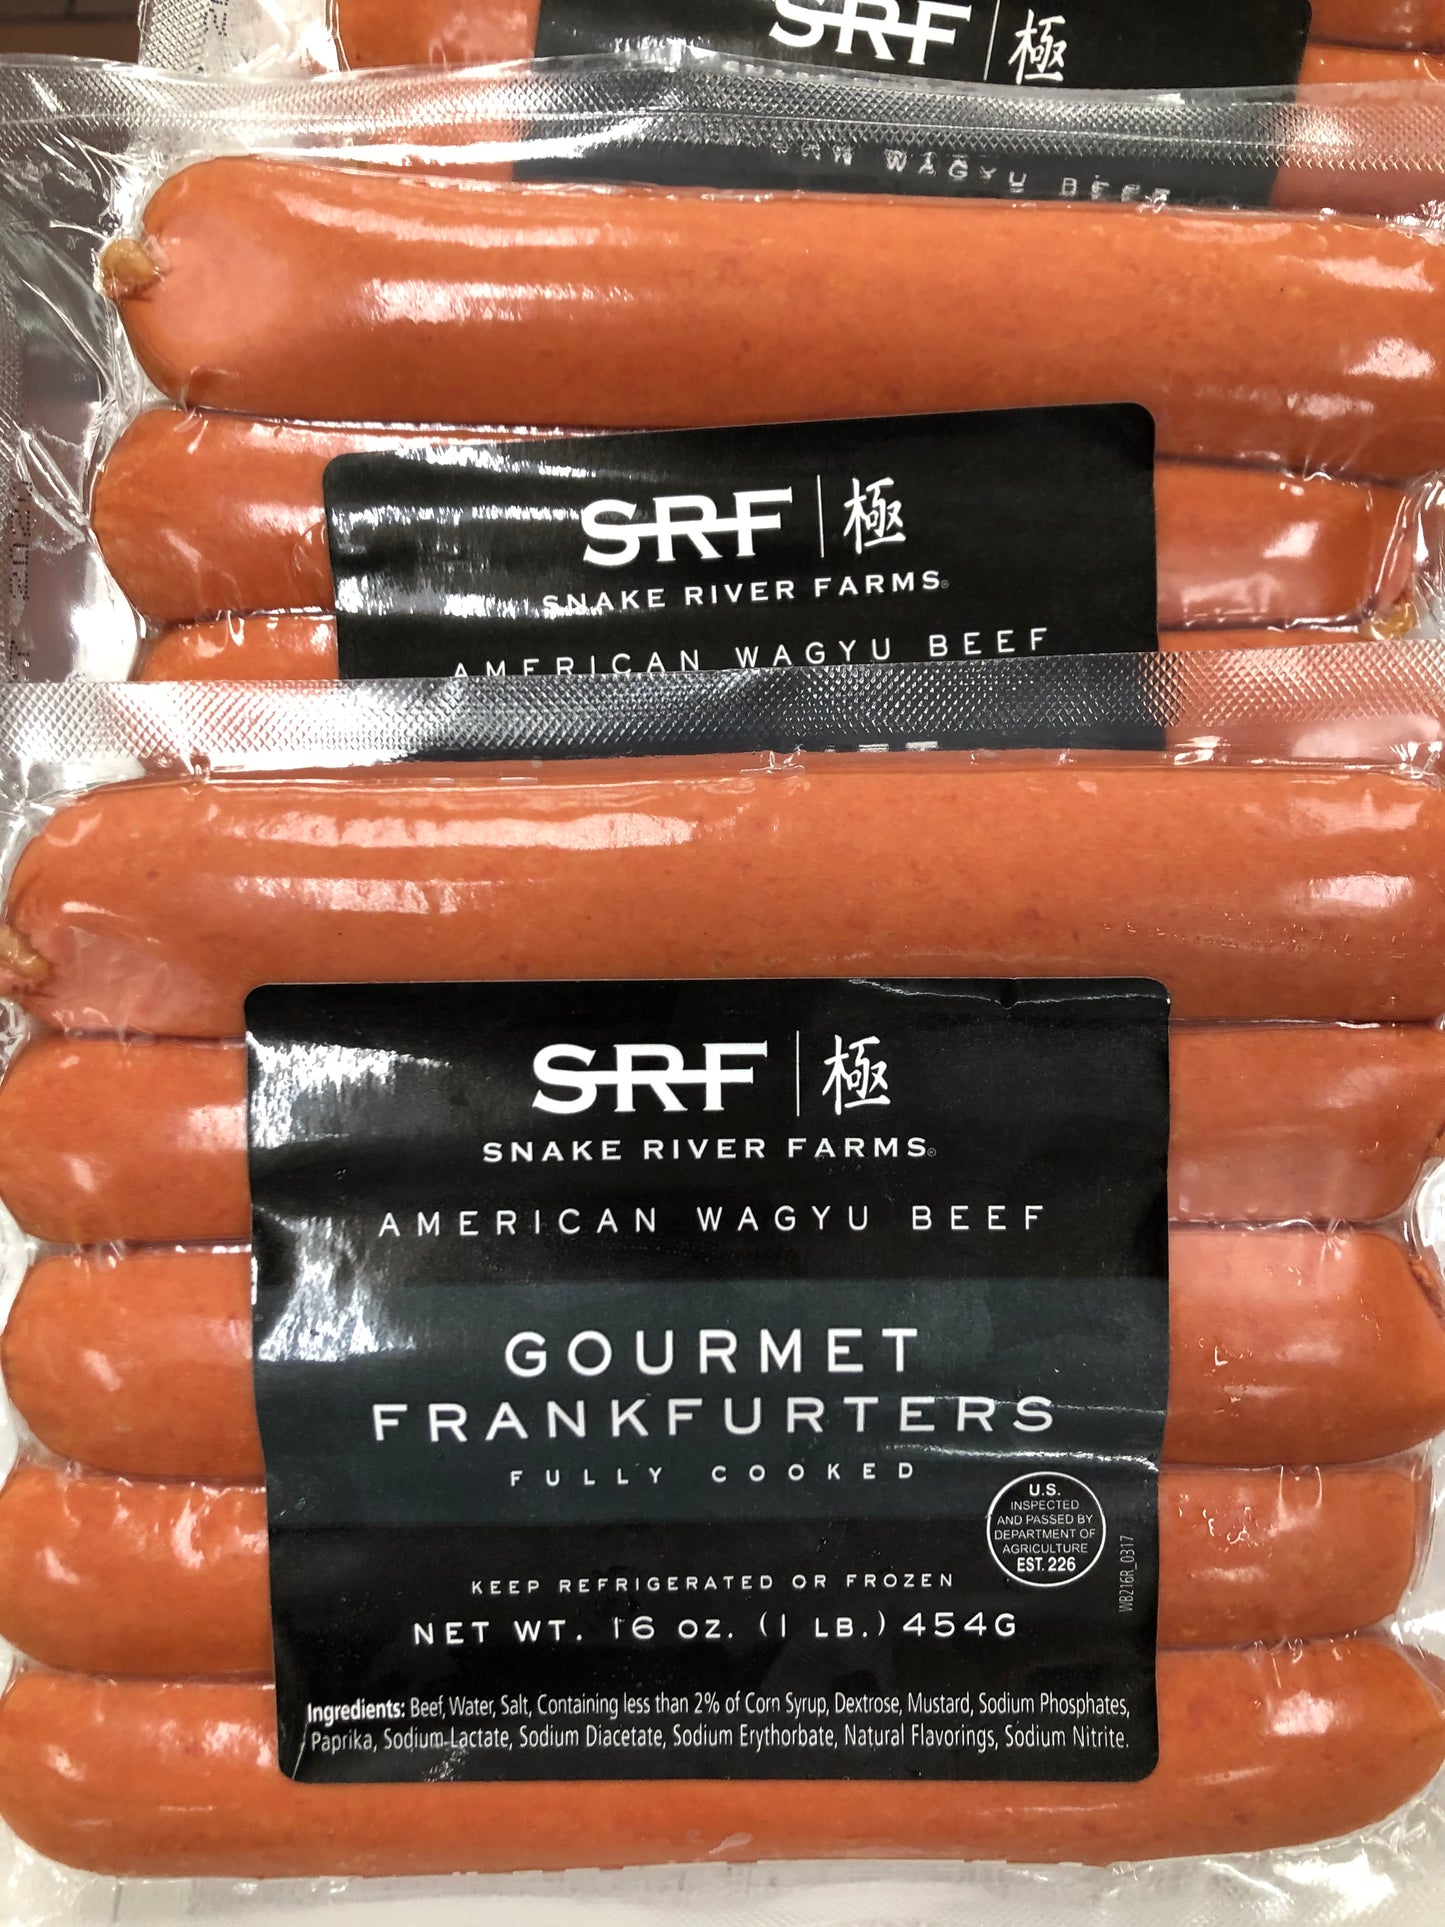 SRF 極
WAGYU BEEF
SRF 極
SNAKE RIVER FARMS®
AMERICAN WAGYU BEEF
SRF 極
SNAKE RIVER FARMS®
AMERICAN WAGYU BEEF
GOURMET
FRANKFURTERS
FULLY COOKED
U.S.
INSPECTED
AND PASSED BY
DEPARTMENT OF
AGRICULTURE
EST. 226
WB216R_0317
KEEP REFRIGERATED OR FROZEN
NET WT. 16 OZ. (1 LB.) 454G
Ingredients: Beef, Water, Salt, Containing less than 2% of Corn Syrup, Dextrose, Mustard, Sodium Phosphates,
Paprika, Sodium Lactate, Sodium Diacetate, Sodium Erythorbate, Natural Flavorings, Sodium Nitrite.